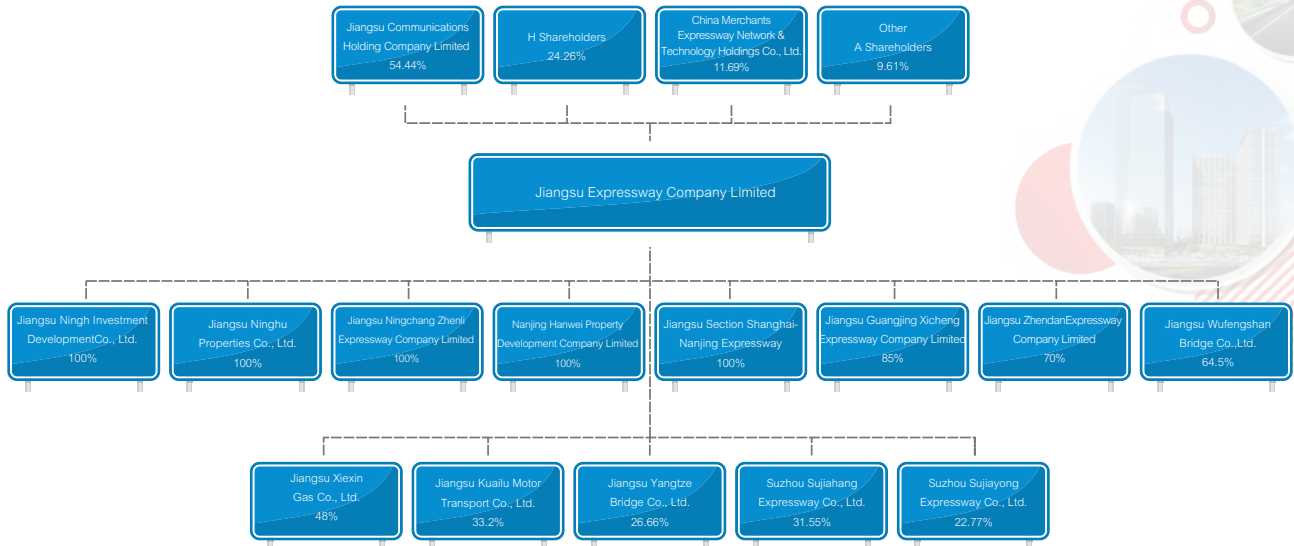 Jiangsu Communications
Holding Company Limited
54.44%
H Shareholders
24.26%
China Merchants
Expressway Network &
Technology Holdings Co., Ltd.
11.69%
Other
A Shareholders
9.61%
Jiangsu Expressway Company Limited
Jiangsu Ningh Investment
DevelopmentCo., Ltd.
100%
Jiangsu Ninghu
Properties Co., Ltd.
100%
Jiangsu Ningchang Zhenli
Expressway Company Limited
100%
Nanjing Hanwei Property
Development Company Limited
100%
Jiangsu Section Shanghai-
Nanjing Expressway
100%
Jiangsu Guangjing Xicheng
Expressway Company Limited
85%
Jiangsu ZhendanExpressway
Company Limited
70%
Jiangsu Wufengshan
Bridge Co.,Ltd.
64.5%
Jiangsu Xiexin
Gas Co., Ltd.
48%
Jiangsu Kuailu Motor
Transport Co., Ltd.
33.2%
Jiangsu Yangtze
Bridge Co., Ltd.
26.66%
Suzhou Sujiahang
Expressway Co., Ltd.
31.55%
Suzhou Sujiayong
Expressway Co., Ltd.
22.77%